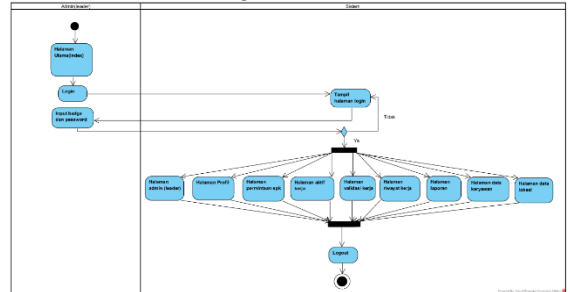 Admin(leader)
Sistem
Halaman
Utama(index)
Login
Tampil
halaman login
Input badge
dan password
Tidak
Ya
Halaman
admin (leader)
Halaman Profil
Halaman
permintaan spk
Halaman aktif
kerja
Halaman
validasi kerja
Halaman
riwayat kerja
Halaman
laporan
Halaman data
karyawan
Halaman data
lokasi
Logout